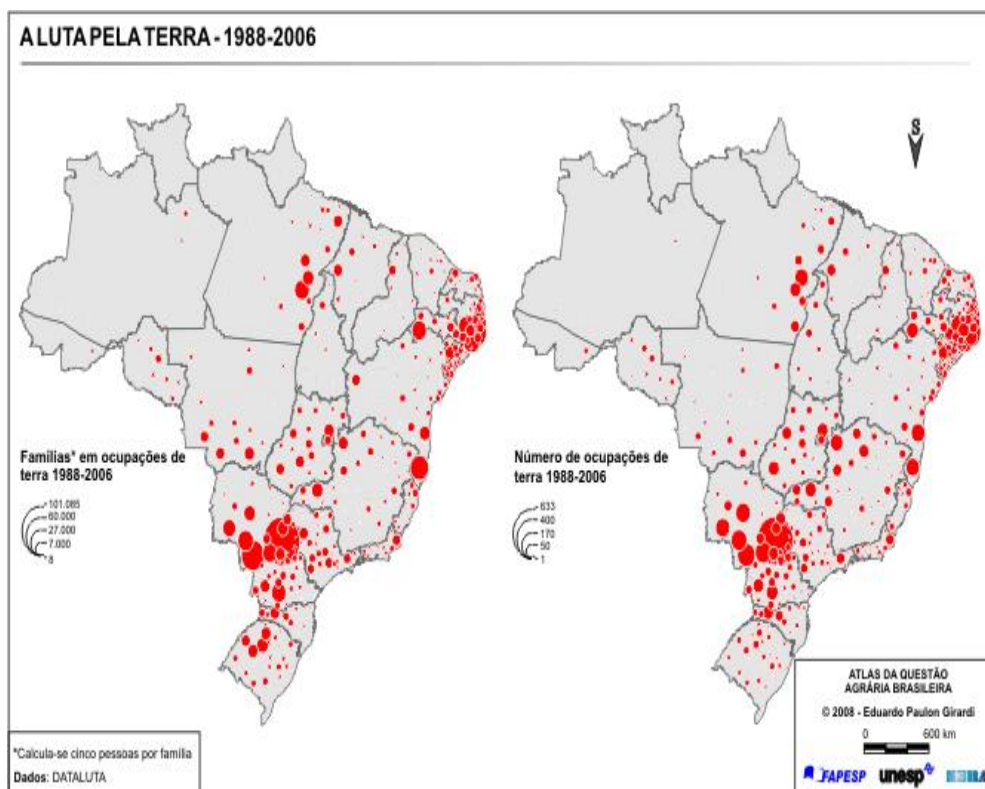 A LUTA PELA TERRA - 1988-2006
S
Famílias* em ocupações de
terra 1988-2006
101.085
60.000
27.000
7.000
8
Número de ocupações de
terra 1988-2006
633
400
170
50
1
ATLAS DA QUESTÃO
AGRÁRIA BRASILEIRA
© 2008 - Eduardo Paulon Girardi
0 600 km
FAPESP unesp
*Calcula-se cinco pessoas por família
Dados: DATALUTA